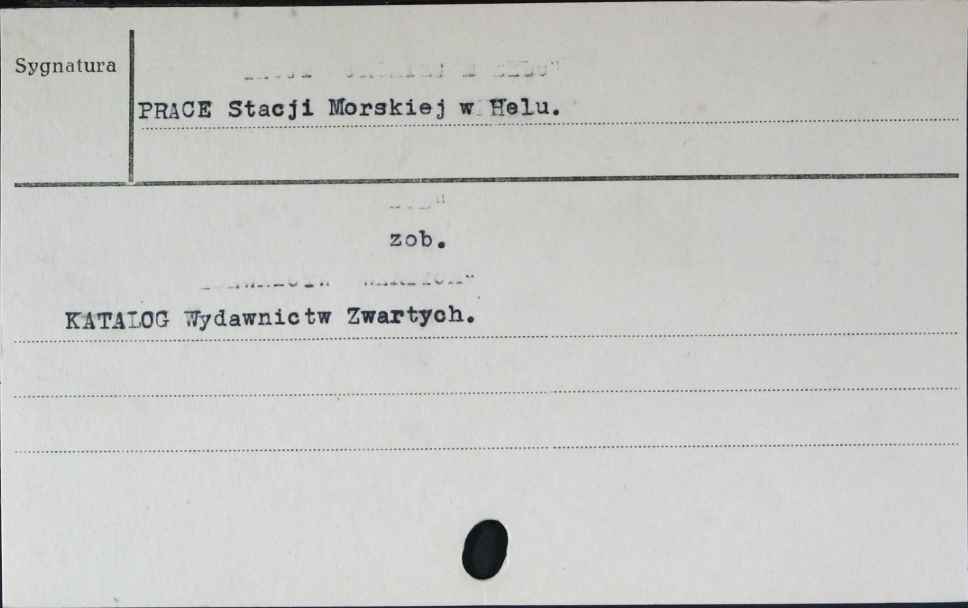 Sygnatura
PRACE Stacji Morskiej w Helu.
zob.
KATALOG Wydawnictw Zwartych.